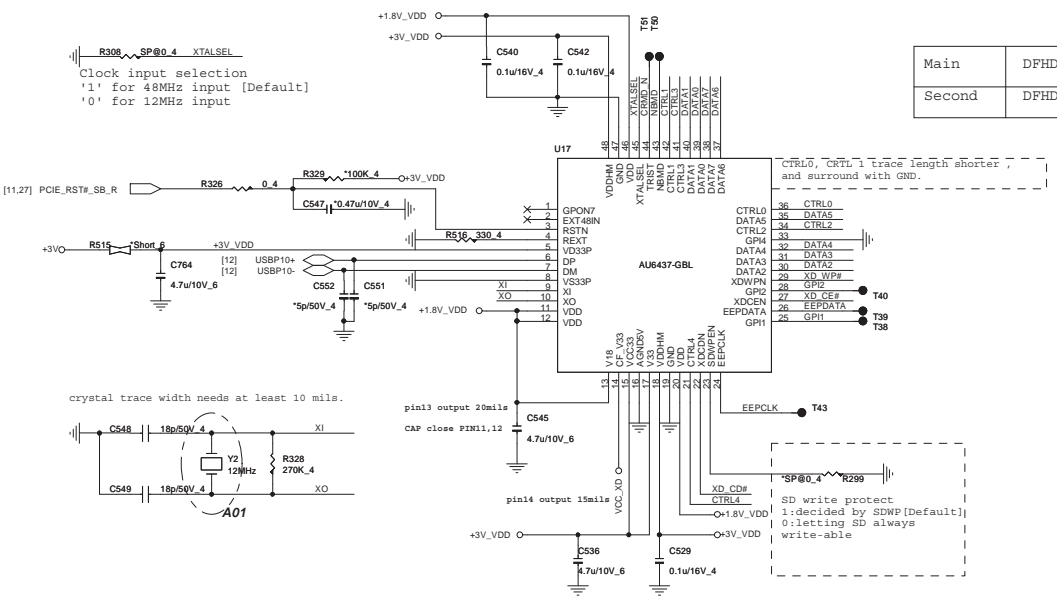 +1.8V_VDD
+3V_VDD
C540
0.1u/16V_4
C542
0.1u/16V_4
T51
T50
R308 SP@0_4 XTALSEL
Clock input selection
'1' for 48MHz input [Default]
'0' for 12MHz input
Main DFHD
Second DFHD
XTALSEL
CRMD_N
NBMD
CTRL1
CTRL3
DATA1
DATA0
DATA7
DATA6
U17
48 47 46 45 44 43 42 41 40 39 38 37
VDDHM
GND
VDD
XTALSEL
TRIST
NBMD
CTRL1
CTRL3
DATA1
DATA0
DATA7
DATA6
CTRL0, CRTL 1 trace length shorter ,
and surround with GND.
[11,27] PCIE_RST#_SB_R
R326 0_4
R329 *100K_4 +3V_VDD
C547 *0.47u/10V_4
R516 330_4
+3V R515 *Short_6 +3V_VDD
C764
4.7u/10V_6
[12] USBP10+
[12] USBP10-
C552 C551
*5p/50V_4 *5p/50V_4
XI
XO
+1.8V_VDD
1 GPON7
2 EXT48IN
3 RSTN
4 REXT
5 VD33P
6 DP
7 DM
8 VS33P
9 XI
10 XO
11 VDD
12 VDD
AU6437-GBL
CTRL0 36 CTRL0
DATA5 35 DATA5
CTRL2 34 CTRL2
GPI4 33
DATA4 32 DATA4
DATA3 31 DATA3
DATA2 30 DATA2
XDWPN 29 XD_WP#
GPI2 28 GPI2
XDCEN 27 XD_CE#
EEPDATA 26 EEPDATA
GPI1 25 GPI1
T40
T39
T38
V18
CF_V33
VCC33
AGND5V
V33
VDDHM
GND
VDD
CTRL4
XDCDN
SDWPEN
EEPCLK
13 14 15 16 17 18 19 20 21 22 23 24
EEPCLK T43
crystal trace width needs at least 10 mils.
C548 18p/50V_4 XI
Y2
12MHz
R328
270K_4
C549 18p/50V_4 XO
A01
pin13 output 20mils
CAP close PIN11,12
C545
4.7u/10V_6
pin14 output 15mils
VCC_XD
XD_CD#
CTRL4
+1.8V_VDD
+3V_VDD
+3V_VDD
C536
4.7u/10V_6
C529
0.1u/16V_4
*SP@0_4 R299
SD write protect
1:decided by SDWP[Default]
0:letting SD always
write-able